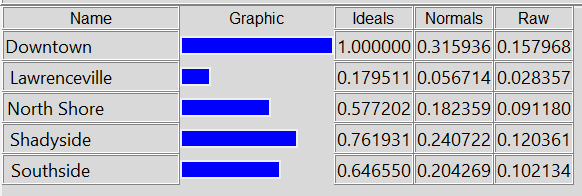 Name Graphic Ideals Normals Raw
Downtown 1.000000 0.315936 0.157968
Lawrenceville 0.179511 0.056714 0.028357
North Shore 0.577202 0.182359 0.091180
Shadyside 0.761931 0.240722 0.120361
Southside 0.646550 0.204269 0.102134